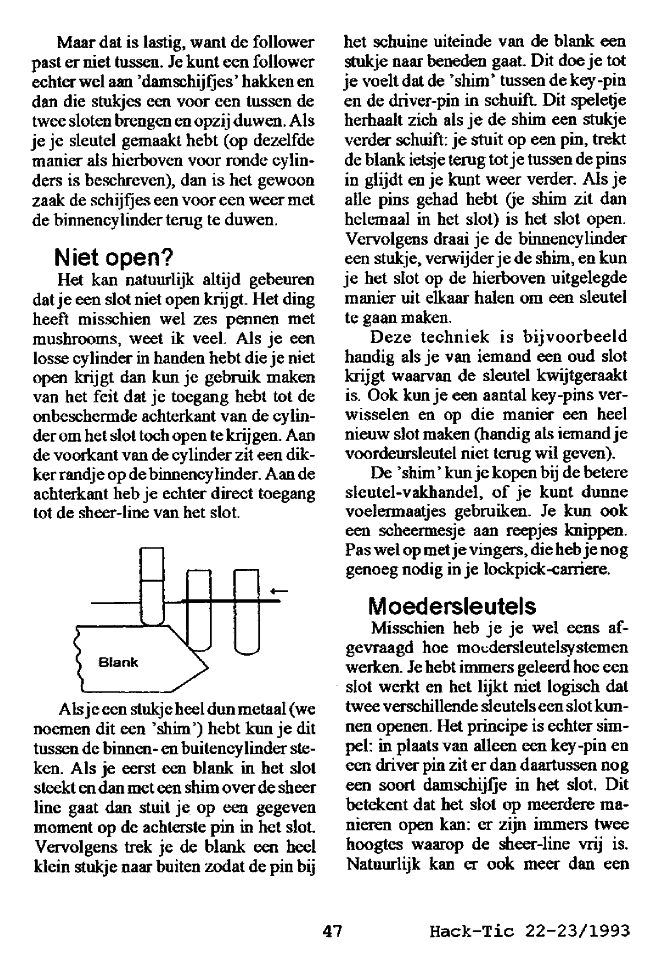 Maar dat is lastig, want de follower
past er niet tussen. Je kunt een follower
echter wel aan 'damschijfjes' hakken en
dan die stukjes een voor een tussen de
twee sloten brengen en opzij duwen. Als
je je sleutel gemaakt hebt (op dezelfde
manier als hierboven voor ronde cylin-
ders is beschreven), dan is het gewoon
zaak de schijfjes een voor een weer met
de binnencylinder terug te duwen.
Niet open?
Het kan natuurlijk altijd gebeuren
dat je een slot niet open krijgt. Het ding
heeft misschien wel zes pennen met
mushrooms, weet ik veel. Als je een
losse cylinder in handen hebt die je niet
open krijgt dan kun je gebruik maken
van het feit dat je toegang hebt tot de
onbeschermde achterkant van de cylin-
der om het slot toch open te krijgen. Aan
de voorkant van de cylinder zit een dik-
ker randje op de binnencylinder. Aan de
achterkant heb je echter direct toegang
tot de sheer-line van het slot.
Blank
Als je een stukje heel dun metaal (we
noemen dit een 'shim') hebt kun je dit
tussen de binnen- en buitencylinder ste-
ken. Als je eerst een blank in het slot
steekt en dan met een shim over de sheer
line gaat dan stuit je op een gegeven
moment op de achterste pin in het slot.
Vervolgens trek je de blank een heel
klein stukje naar buiten zodat de pin bij
het schuine uiteinde van de blank een
stukje naar beneden gaat. Dit doe je tot
je voelt dat de 'shim' tussen de key-pin
en de driver-pin in schuift. Dit speletje
herhaalt zich als je de shim een stukje
verder schuift: je stuit op een pin, trekt
de blank ietsje terug tot je tussen de pins
in glijdt en je kunt weer verder. Als je
alle pins gehad hebt (je shim zit dan
helemaal in het slot) is het slot open.
Vervolgens draai je de binnencylinder
een stukje, verwijder je de shim, en kun
je het slot op de hierboven uitgelegde
manier uit elkaar halen om een sleutel
te gaan maken.
Deze techniek is bijvoorbeeld
handig als je van iemand een oud slot
krijgt waarvan de sleutel kwijtgeraakt
is. Ook kun je een aantal key-pins ver-
wisselen en op die manier een heel
nieuw slot maken (handig als iemand je
voordeursleutel niet terug wil geven).
De 'shim' kun je kopen bij de betere
sleutel-vakhandel, of je kunt dunne
voelermaatjes gebruiken. Je kun ook
een scheermesje aan reepjes knippen.
Pas wel op met je vingers, die heb je nog
genoeg nodig in je lockpick-carriere.
Moedersleutels
Misschien heb je je wel eens af-
gevraagd hoe moedersleutelsystemen
werken. Je hebt immers geleerd hoe een
slot werkt en het lijkt niet logisch dat
twee verschillende sleutels een slot kun-
nen openen. Het principe is echter sim-
pel: in plaats van alleen een key-pin en
een driver pin zit er dan daartussen nog
een soort damschijfje in het slot. Dit
betekent dat het slot op meerdere ma-
nieren open kan: er zijn immers twee
hoogtes waarop de sheer-line vrij is.
Natuurlijk kan er ook meer dan een
47
Hack-Tic 22-23/1993